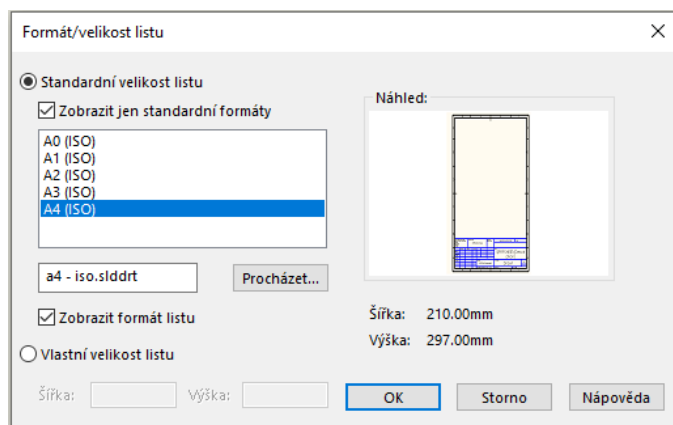 Formát/velikost listu
Standardní velikost listu
Zobrazit jen standardní formáty
A0 (ISO)
A1 (ISO)
A2 (ISO)
A3 (ISO)
A4 (ISO)
a4 - iso.slddrt
Procházet...
Zobrazit formát listu
Vlastní velikost listu
Šířka:
Výška:
Náhled:
Šířka: 210.00mm
Výška: 297.00mm
OK
Storno
Nápověda